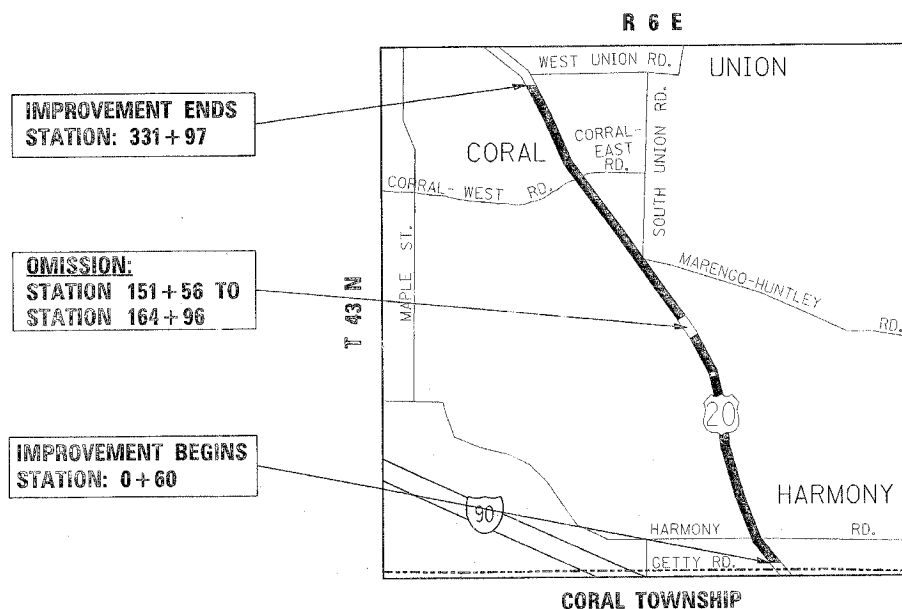 R 6 E
WEST UNION RD.
UNION
IMPROVEMENT ENDS
STATION: 331+97
CORAL
CORRAL-
EAST
RD.
SOUTH UNION RD.
CORRAL- WEST RD.
MAPLE ST.
OMISSION:
STATION 151+56 TO
STATION 164+96
T 43 N
MARENGO-HUNTLEY
RD.
20
IMPROVEMENT BEGINS
STATION: 0+60
HARMONY
90
HARMONY RD.
GETTY RD.
CORAL TOWNSHIP